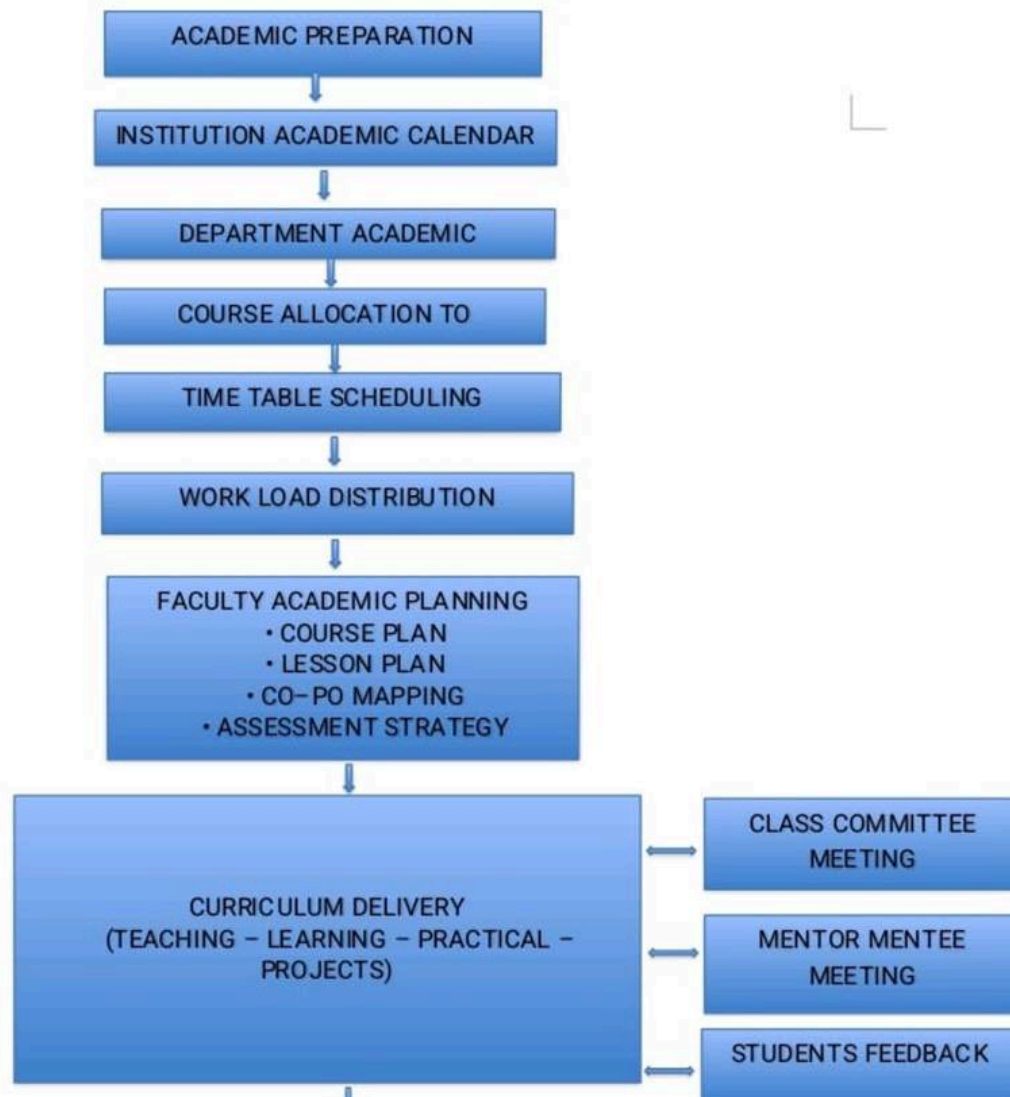 ACADEMIC PREPARATION
INSTITUTION ACADEMIC CALENDAR
DEPARTMENT ACADEMIC
COURSE ALLOCATION TO
TIME TABLE SCHEDULING
WORK LOAD DISTRIBUTION
FACULTY ACADEMIC PLANNING
• COURSE PLAN
• LESSON PLAN
• CO–PO MAPPING
• ASSESSMENT STRATEGY
CURRICULUM DELIVERY
(TEACHING – LEARNING – PRACTICAL –
PROJECTS)
CLASS COMMITTEE
MEETING
MENTOR MENTEE
MEETING
STUDENTS FEEDBACK